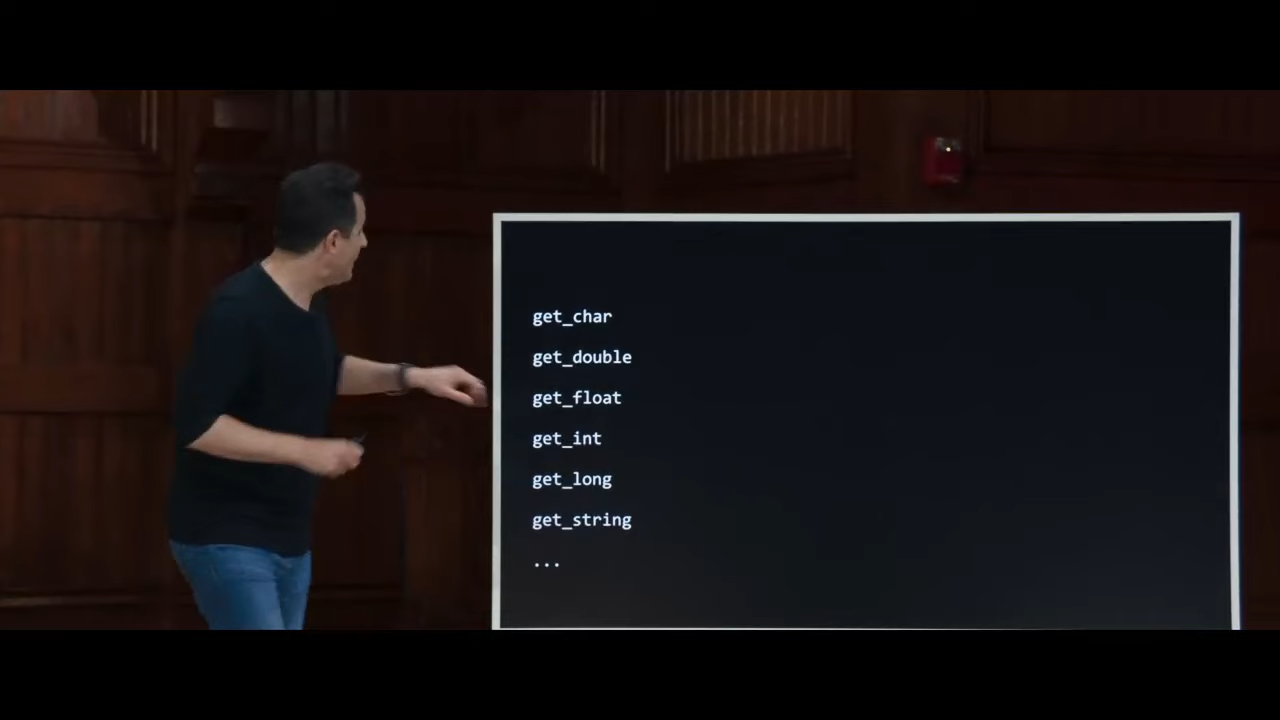 get_char
get_double
get_float
get_int
get_long
get_string
...